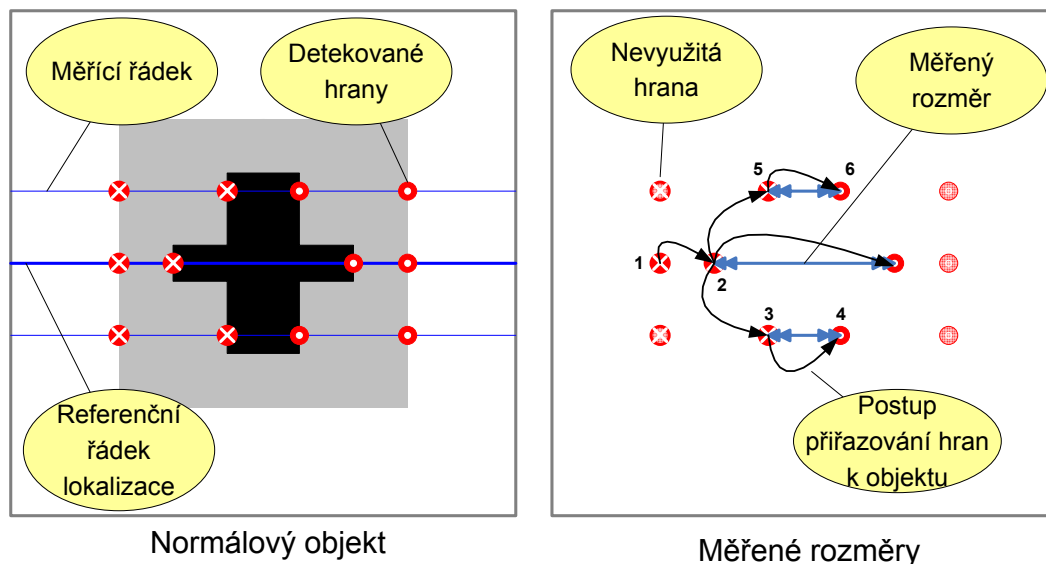 Měřící řádek
Detekované
hrany
Referenční
řádek
lokalizace
Normálový objekt
Nevyužitá
hrana
Měřený
rozměr
5
6
1
2
3
4
Postup
přiřazování hran
k objektu
Měřené rozměry